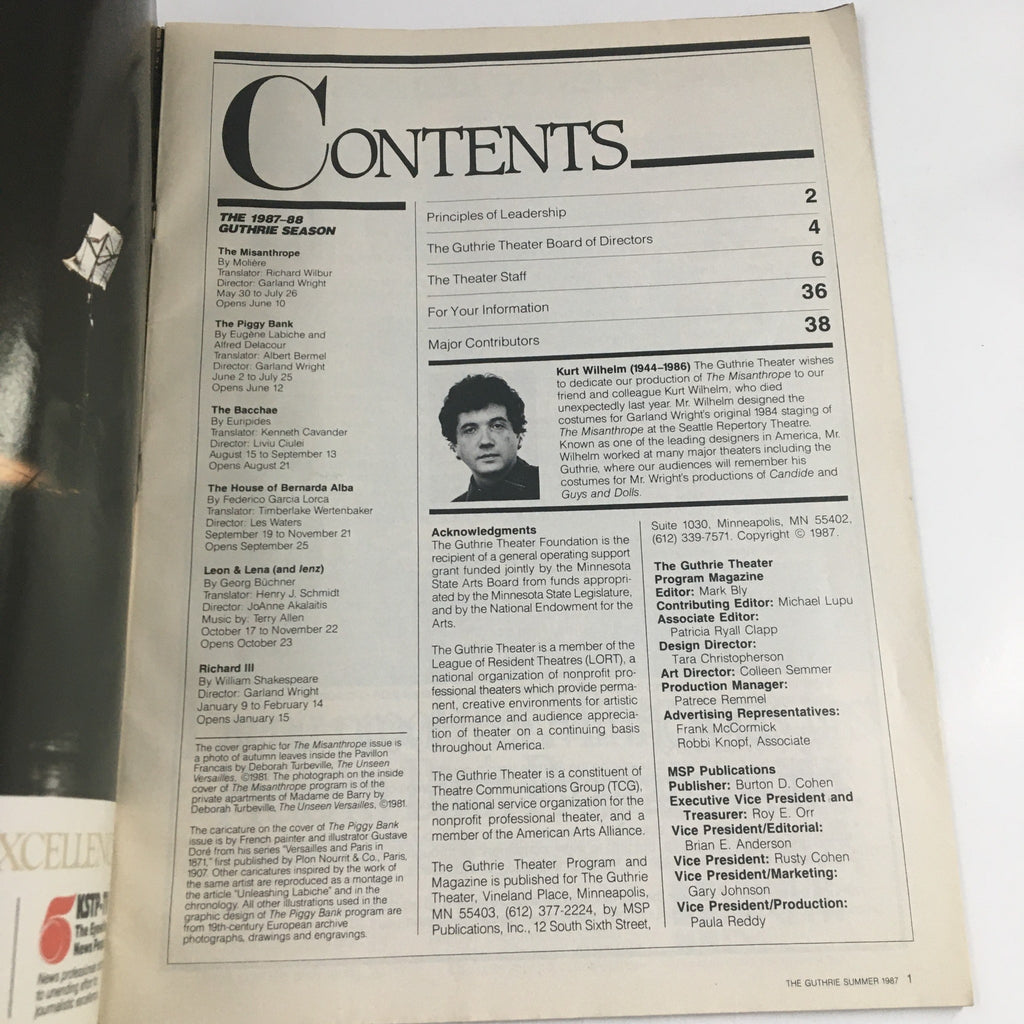 CONTENTS
THE 1987–88
GUTHRIE SEASON
The Misanthrope
By Molière
Translator: Richard Wilbur
Director: Garland Wright
May 30 to July 26
Opens June 10
The Piggy Bank
By Eugène Labiche and
Alfred Delacour
Translator: Albert Bermel
Director: Garland Wright
June 2 to July 25
Opens June 12
The Bacchae
By Euripides
Translator: Kenneth Cavander
Director: Liviu Ciulei
August 15 to September 13
Opens August 21
The House of Bernarda Alba
By Federico Garcia Lorca
Translator: Timberlake Wertenbaker
Director: Les Waters
September 19 to November 21
Opens September 25
Leon & Lena (and lenz)
By Georg Büchner
Translator: Henry J. Schmidt
Director: JoAnne Akalaitis
Music by: Terry Allen
October 17 to November 22
Opens October 23
Richard III
By William Shakespeare
Director: Garland Wright
January 9 to February 14
Opens January 15
The cover graphic for The Misanthrope issue is
a photo of autumn leaves inside the Pavillon
Francais by Deborah Turbeville, The Unseen
Versailles, ©1981. The photograph on the inside
cover of The Misanthrope program is of the
private apartments of Madame de Barry by
Deborah Turbeville, The Unseen Versailles, ©1981.
The caricature on the cover of The Piggy Bank
issue is by French painter and illustrator Gustave
Doré from his series "Versailles and Paris in
1871," first published by Plon Nourrit & Co., Paris,
1907. Other caricatures inspired by the work of
the same artist are reproduced as a montage in
the article "Unleashing Labiche" and in the
chronology. All other illustrations used in the
graphic design of The Piggy Bank program are
from 19th-century European archive
photographs, drawings and engravings.
Principles of Leadership 2
The Guthrie Theater Board of Directors 4
The Theater Staff 6
For Your Information 36
Major Contributors 38
Kurt Wilhelm (1944–1986) The Guthrie Theater wishes
to dedicate our production of The Misanthrope to our
friend and colleague Kurt Wilhelm, who died
unexpectedly last year. Mr. Wilhelm designed the
costumes for Garland Wright's original 1984 staging of
The Misanthrope at the Seattle Repertory Theatre.
Known as one of the leading designers in America, Mr.
Wilhelm worked at many major theaters including the
Guthrie, where our audiences will remember his
costumes for Mr. Wright's productions of Candide and
Guys and Dolls.
Acknowledgments
The Guthrie Theater Foundation is the
recipient of a general operating support
grant funded jointly by the Minnesota
State Arts Board from funds appropri-
ated by the Minnesota State Legislature,
and by the National Endowment for the
Arts.
The Guthrie Theater is a member of the
League of Resident Theatres (LORT), a
national organization of nonprofit pro-
fessional theaters which provide perma-
nent, creative environments for artistic
performance and audience apprecia-
tion of theater on a continuing basis
throughout America.
The Guthrie Theater is a constituent of
Theatre Communications Group (TCG),
the national service organization for the
nonprofit professional theater, and a
member of the American Arts Alliance.
The Guthrie Theater Program and
Magazine is published for The Guthrie
Theater, Vineland Place, Minneapolis,
MN 55403, (612) 377-2224, by MSP
Publications, Inc., 12 South Sixth Street,
Suite 1030, Minneapolis, MN 55402,
(612) 339-7571. Copyright © 1987.
The Guthrie Theater
Program Magazine
Editor: Mark Bly
Contributing Editor: Michael Lupu
Associate Editor:
Patricia Ryall Clapp
Design Director:
Tara Christopherson
Art Director: Colleen Semmer
Production Manager:
Patrece Remmel
Advertising Representatives:
Frank McCormick
Robbi Knopf, Associate
MSP Publications
Publisher: Burton D. Cohen
Executive Vice President and
Treasurer: Roy E. Orr
Vice President/Editorial:
Brian E. Anderson
Vice President: Rusty Cohen
Vice President/Marketing:
Gary Johnson
Vice President/Production:
Paula Reddy
THE GUTHRIE SUMMER 1987 1
5
KSTP-
The
News
News
to unending
journalistic